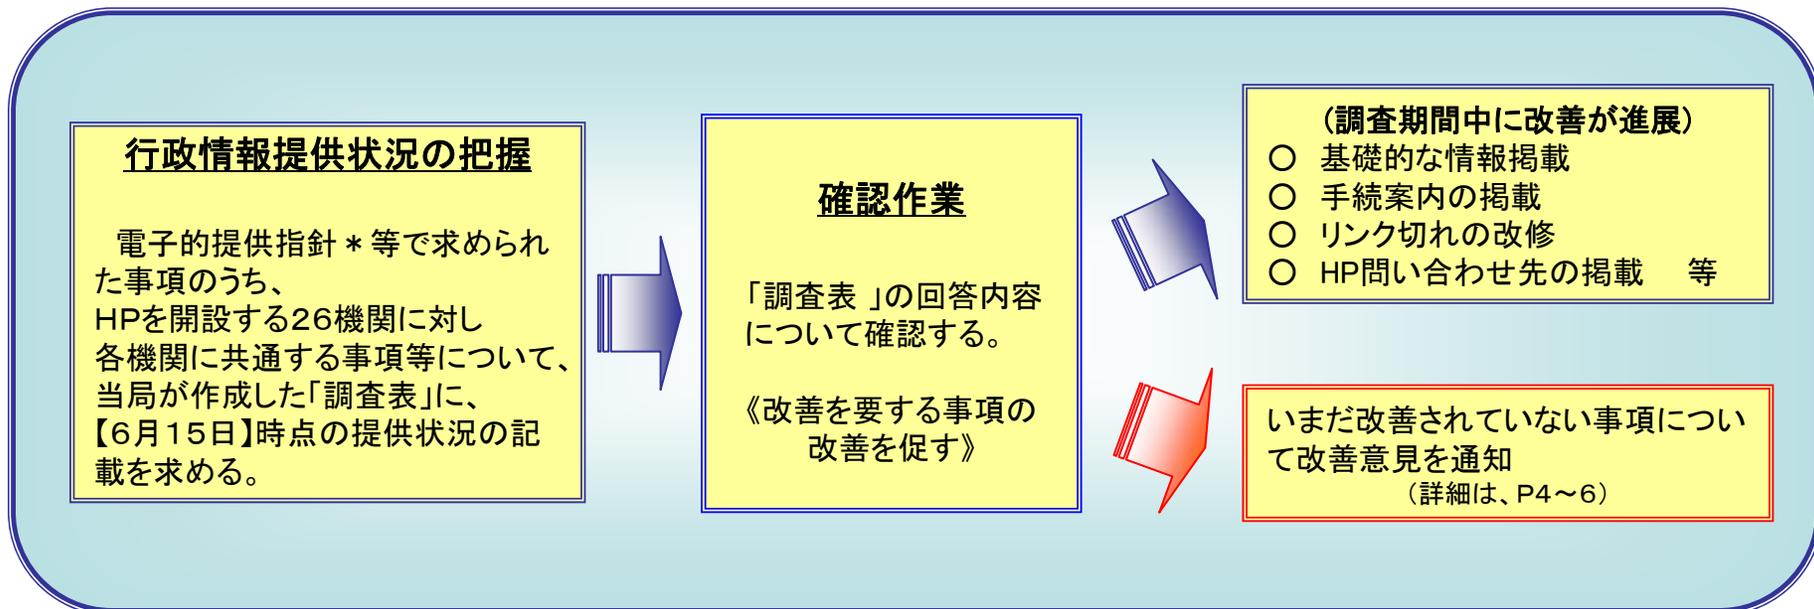 行政情報提供状況の把握
電子的提供指針＊等で求められ
た事項のうち、
HPを開設する26機関に対し
各機関に共通する事項等について、
当局が作成した「調査表」に、
【6月15日】時点の提供状況の記
載を求める。
確認作業
「調査表 」の回答内容
について確認する。
《改善を要する事項の
改善を促す》
(調査期間中に改善が進展)
○ 基礎的な情報掲載
○ 手続案内の掲載
○ リンク切れの改修
○ HP問い合わせ先の掲載　等
いまだ改善されていない事項につい
て改善意見を通知
（詳細は、P4～6）